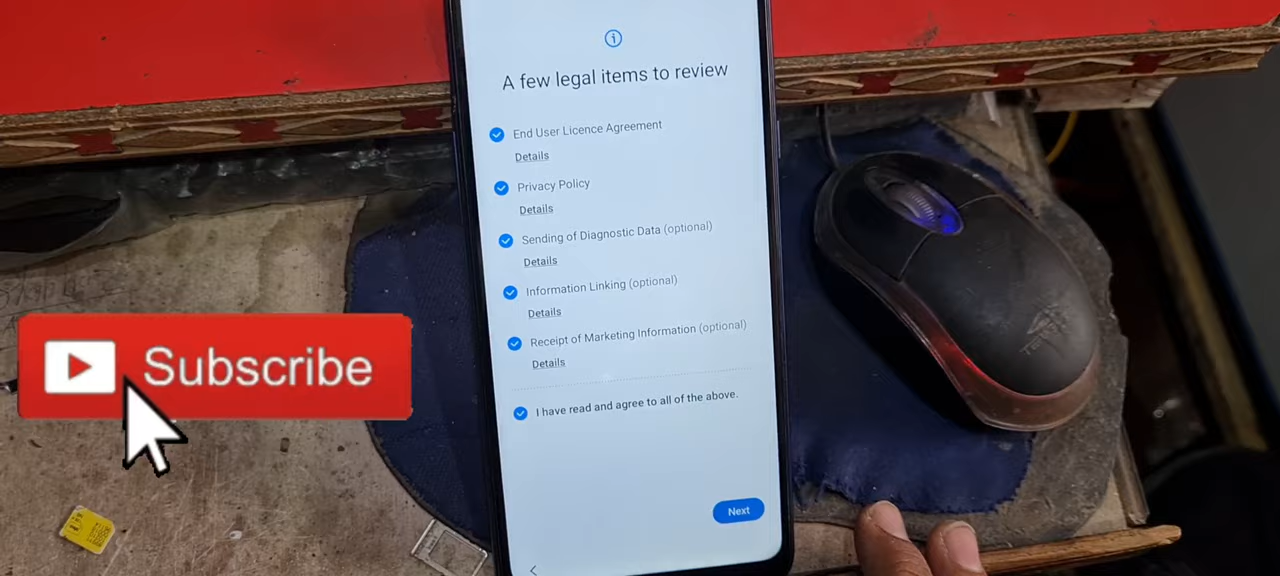 A few legal items to review
End User Licence Agreement
Details
Privacy Policy
Details
Sending of Diagnostic Data (optional)
Details
Information Linking (optional)
Details
Receipt of Marketing Information (optional)
Details
I have read and agree to all of the above.
Next
Subscribe